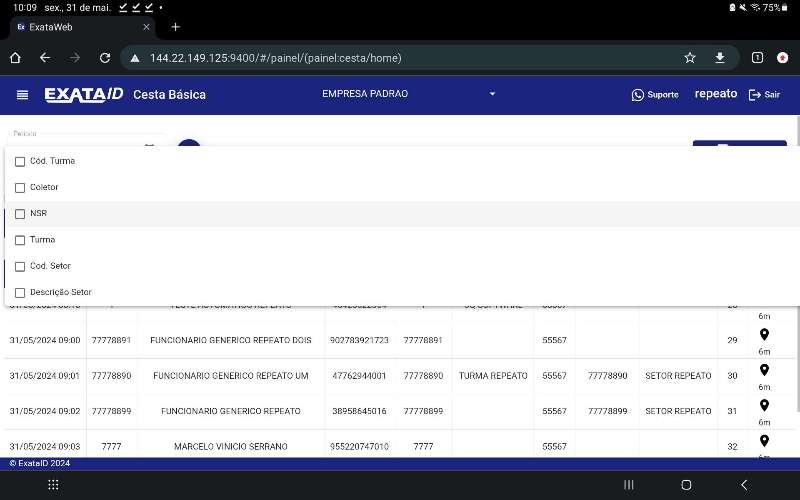 10:09 sex., 31 de mai. 75%
Ex ExataWeb
144.22.149.125:9400/#/painel/(painel:cesta/home) 1
EXATA ID Cesta Básica EMPRESA PADRAO Suporte repeato Sair
Período
Cód. Turma
Coletor
NSR
Turma
Cod. Setor
Descrição Setor
6m
31/05/2024 09:00 77778891 FUNCIONARIO GENERICO REPEATO DOIS 902783921723 77778891 55567 29 6m
31/05/2024 09:01 77778890 FUNCIONARIO GENERICO REPEATO UM 47762944001 77778890 TURMA REPEATO 55567 77778890 SETOR REPEATO 30 6m
31/05/2024 09:02 77778899 FUNCIONARIO GENERICO REPEATO 38958645016 77778899 55567 77778899 SETOR REPEATO 31 6m
31/05/2024 09:03 7777 MARCELO VINICIO SERRANO 955220747010 7777 55567 32
© ExataID 2024